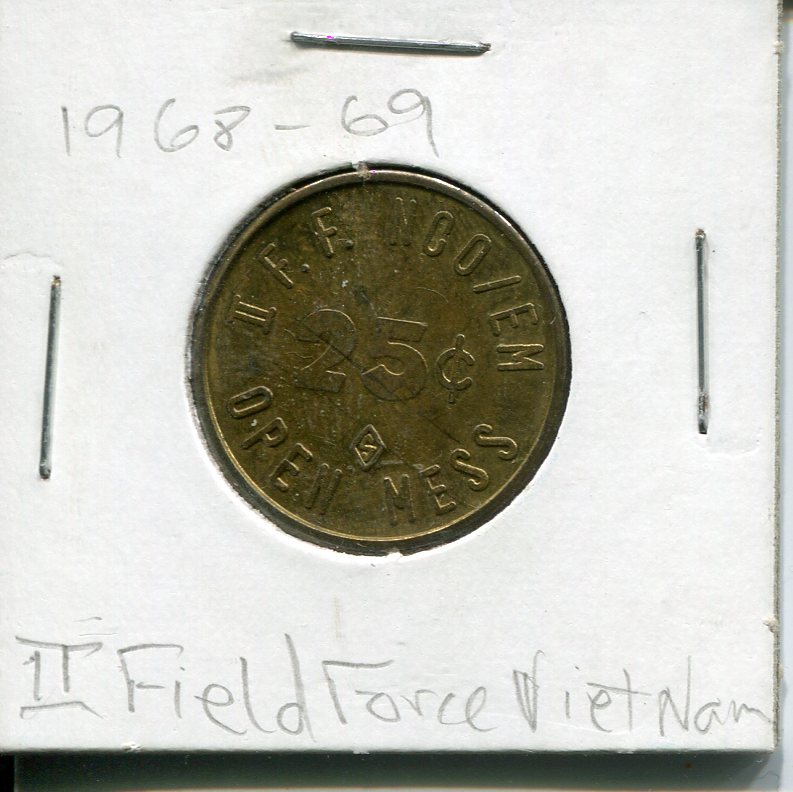 1968-69
II F.F. NCO/EM
25¢
S
OPEN MESS
II Field Force Viet Nam